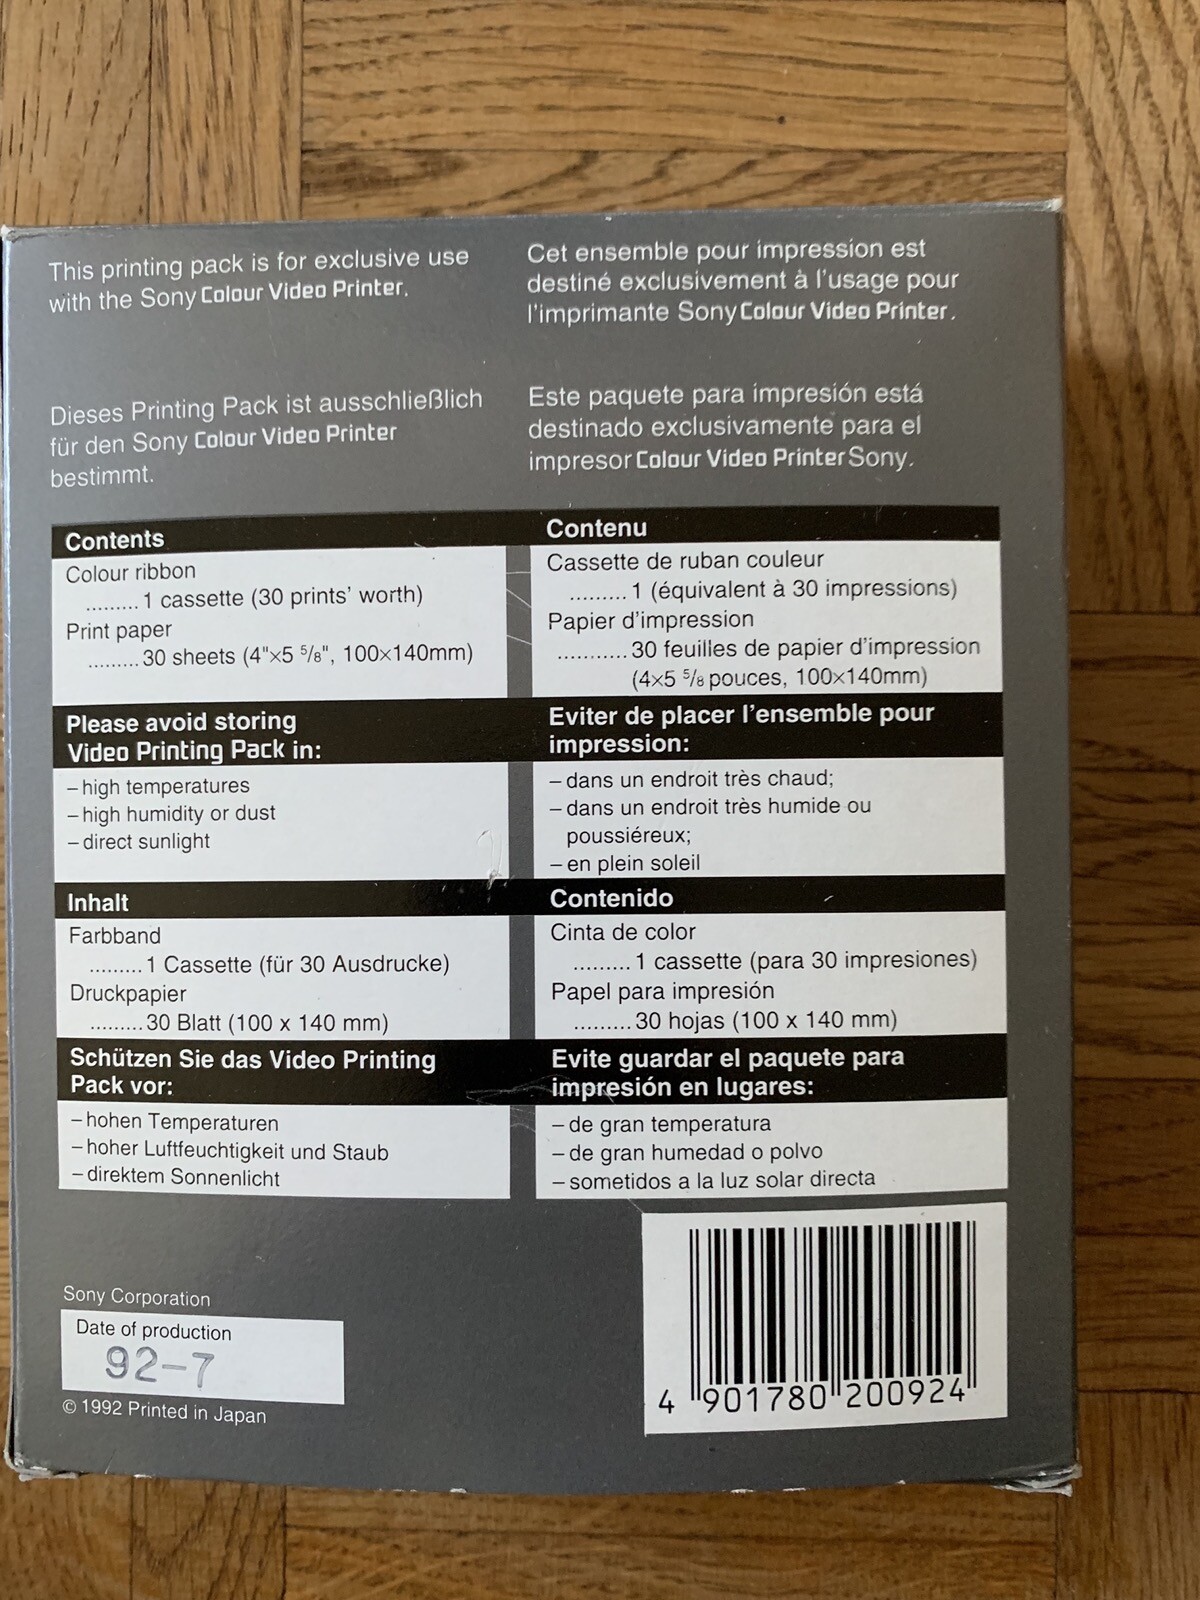 This printing pack is for exclusive use
with the Sony Colour Video Printer.
Cet ensemble pour impression est
destiné exclusivement à l'usage pour
l'imprimante Sony Colour Video Printer.
Dieses Printing Pack ist ausschließlich
für den Sony Colour Video Printer
bestimmt.
Este paquete para impresión está
destinado exclusivamente para el
impresor Colour Video Printer Sony.
Contents
Colour ribbon
.........1 cassette (30 prints' worth)
Print paper
.........30 sheets (4"×5 5/8", 100×140mm)
Contenu
Cassette de ruban couleur
.........1 (équivalent à 30 impressions)
Papier d'impression
...........30 feuilles de papier d'impression
(4×5 5/8 pouces, 100×140mm)
Please avoid storing
Video Printing Pack in:
– high temperatures
– high humidity or dust
– direct sunlight
Eviter de placer l'ensemble pour
impression:
– dans un endroit très chaud;
– dans un endroit très humide ou
poussiéreux;
– en plein soleil
Inhalt
Farbband
.........1 Cassette (für 30 Ausdrucke)
Druckpapier
.........30 Blatt (100 x 140 mm)
Contenido
Cinta de color
.........1 cassette (para 30 impresiones)
Papel para impresión
.........30 hojas (100 x 140 mm)
Schützen Sie das Video Printing
Pack vor:
– hohen Temperaturen
– hoher Luftfeuchtigkeit und Staub
– direktem Sonnenlicht
Evite guardar el paquete para
impresión en lugares:
– de gran temperatura
– de gran humedad o polvo
– sometidos a la luz solar directa
Sony Corporation
Date of production
92-7
© 1992 Printed in Japan
4 901780 200924